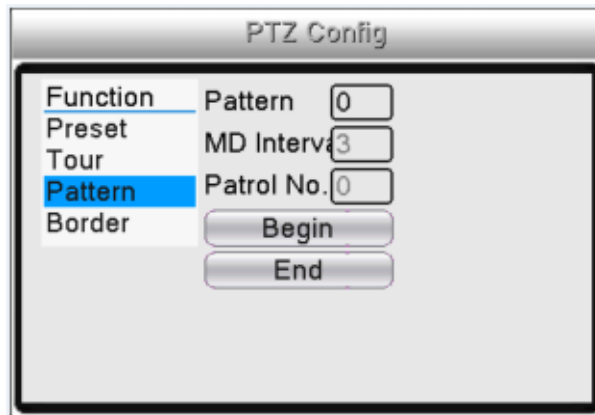 PTZ Config
Function
Preset
Tour
Pattern
Border
Pattern 0
MD Interva 3
Patrol No. 0
Begin
End